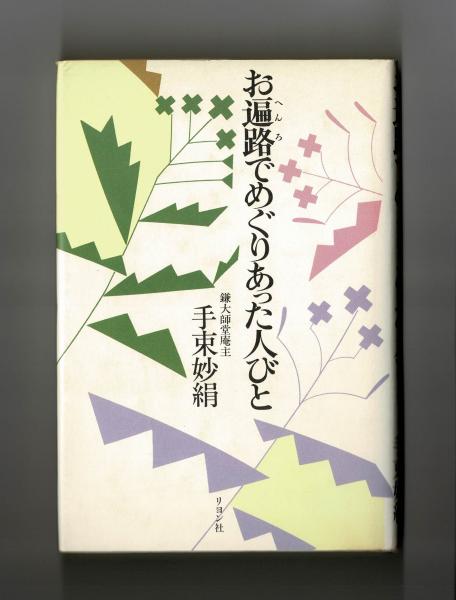 お遍路でめぐりあった人びと
へんろ
鎌大師堂庵主
手束妙絹
リヨン社